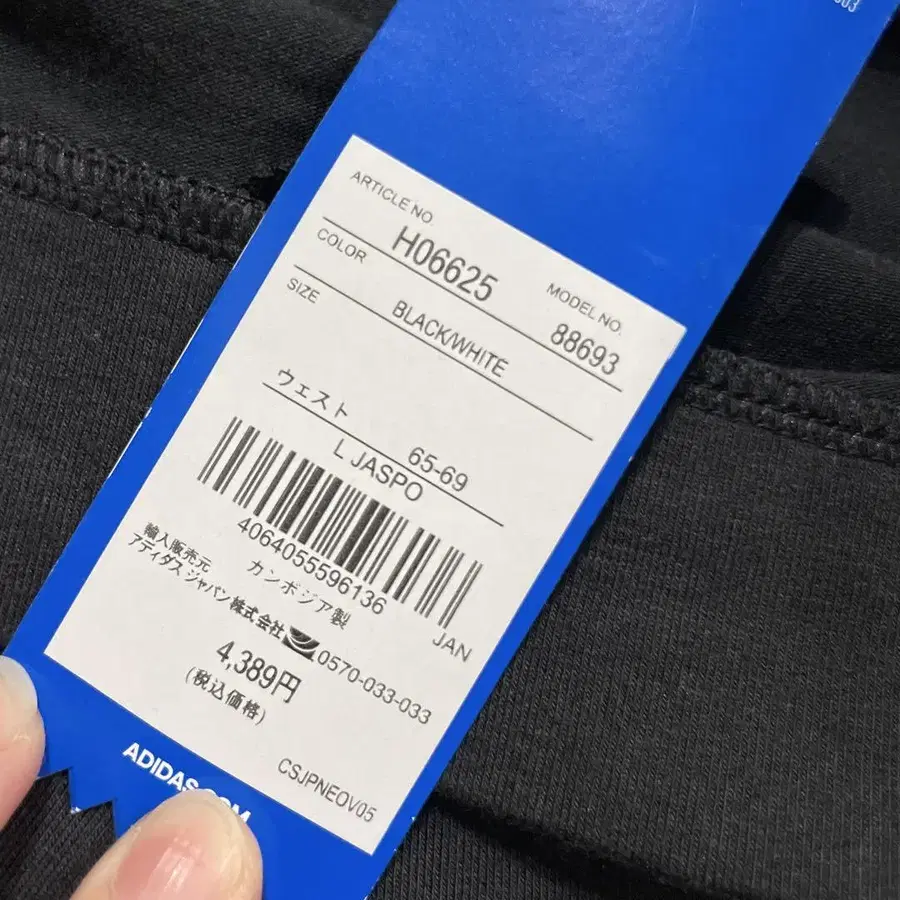 ARTICLE NO.
H06625
MODEL NO.
88693
COLOR
BLACK/WHITE
SIZE
ウェスト 65-69
L JASPO
4064055596136
JAN
輸入販売元 カンボジア製
アディダス ジャパン株式会社 0570-033-033
4,389円
(税込価格)
CSJPNEOV05
ADIDAS.COM